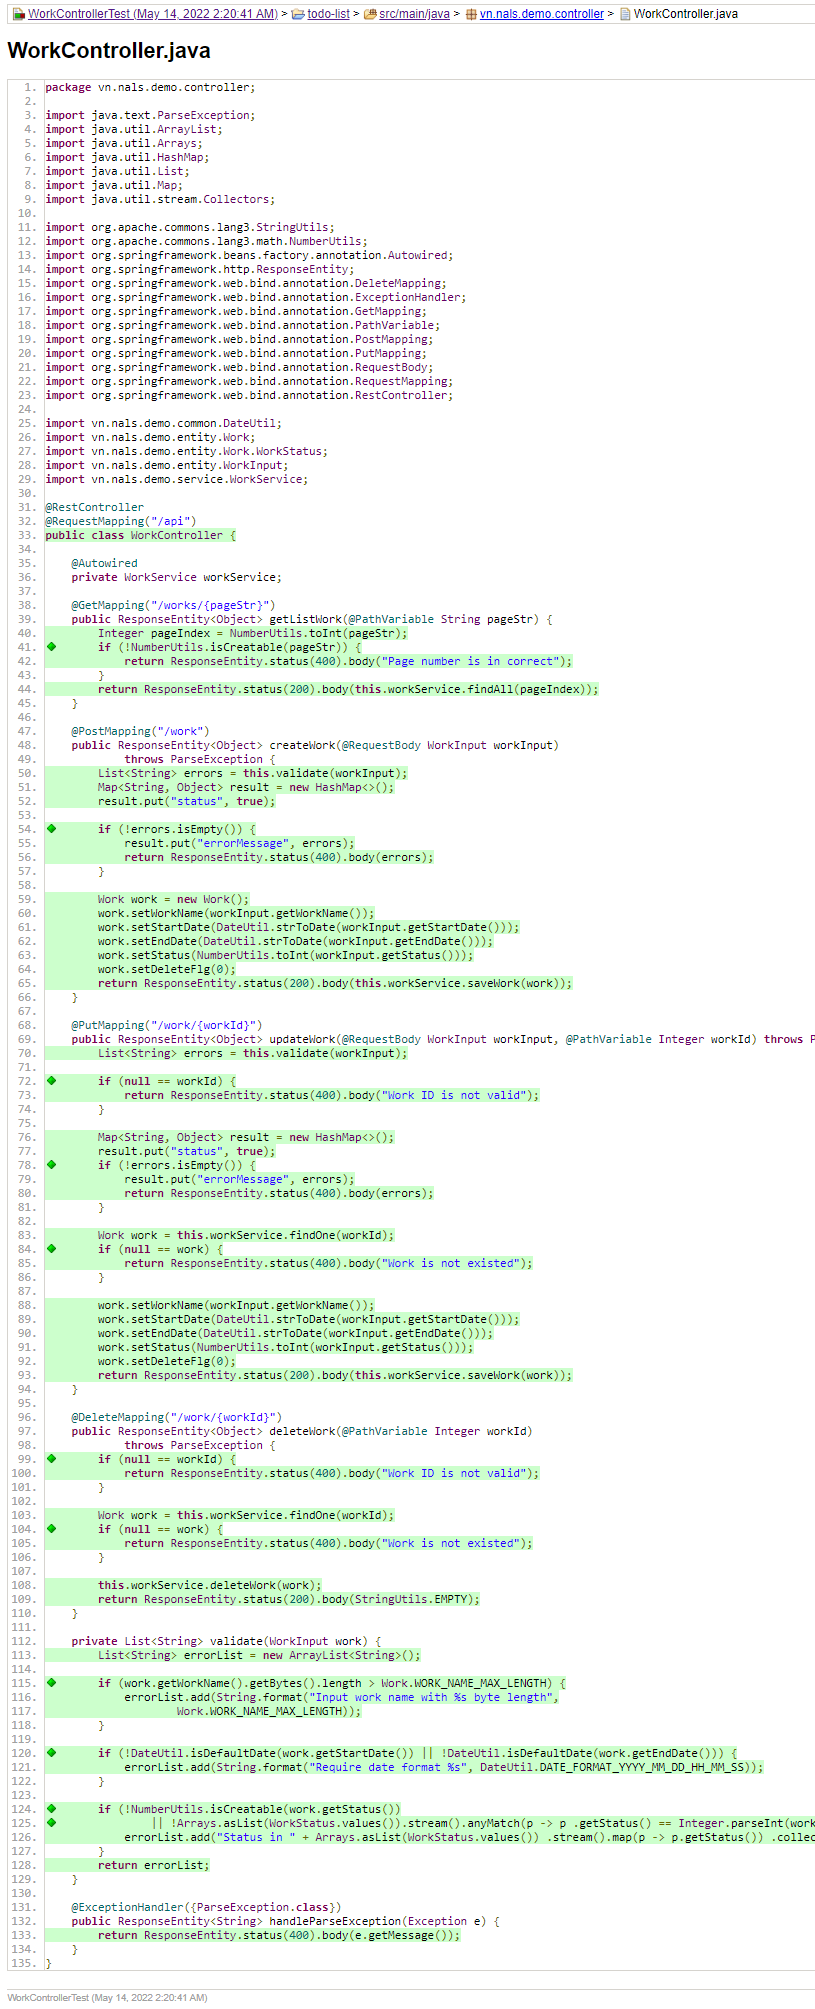 WorkControllerTest (May 14, 2022 2:20:41 AM) > todo-list > src/main/java > vn.nals.demo.controller > WorkController.java
WorkController.java
1. package vn.nals.demo.controller;
2.
3. import java.text.ParseException;
4. import java.util.ArrayList;
5. import java.util.Arrays;
6. import java.util.HashMap;
7. import java.util.List;
8. import java.util.Map;
9. import java.util.stream.Collectors;
10.
11. import org.apache.commons.lang3.StringUtils;
12. import org.apache.commons.lang3.math.NumberUtils;
13. import org.springframework.beans.factory.annotation.Autowired;
14. import org.springframework.http.ResponseEntity;
15. import org.springframework.web.bind.annotation.DeleteMapping;
16. import org.springframework.web.bind.annotation.ExceptionHandler;
17. import org.springframework.web.bind.annotation.GetMapping;
18. import org.springframework.web.bind.annotation.PathVariable;
19. import org.springframework.web.bind.annotation.PostMapping;
20. import org.springframework.web.bind.annotation.PutMapping;
21. import org.springframework.web.bind.annotation.RequestBody;
22. import org.springframework.web.bind.annotation.RequestMapping;
23. import org.springframework.web.bind.annotation.RestController;
24.
25. import vn.nals.demo.common.DateUtil;
26. import vn.nals.demo.entity.Work;
27. import vn.nals.demo.entity.Work.WorkStatus;
28. import vn.nals.demo.entity.WorkInput;
29. import vn.nals.demo.service.WorkService;
30.
31. @RestController
32. @RequestMapping("/api")
33. public class WorkController {
34.
35.     @Autowired
36.     private WorkService workService;
37.
38.     @GetMapping("/works/{pageStr}")
39.     public ResponseEntity<Object> getListWork(@PathVariable String pageStr) {
40.         Integer pageIndex = NumberUtils.toInt(pageStr);
41.         if (!NumberUtils.isCreatable(pageStr)) {
42.             return ResponseEntity.status(400).body("Page number is in correct");
43.         }
44.         return ResponseEntity.status(200).body(this.workService.findAll(pageIndex));
45.     }
46.
47.     @PostMapping("/work")
48.     public ResponseEntity<Object> createWork(@RequestBody WorkInput workInput)
49.             throws ParseException {
50.         List<String> errors = this.validate(workInput);
51.         Map<String, Object> result = new HashMap<>();
52.         result.put("status", true);
53.
54.         if (!errors.isEmpty()) {
55.             result.put("errorMessage", errors);
56.             return ResponseEntity.status(400).body(errors);
57.         }
58.
59.         Work work = new Work();
60.         work.setWorkName(workInput.getWorkName());
61.         work.setStartDate(DateUtil.strToDate(workInput.getStartDate()));
62.         work.setEndDate(DateUtil.strToDate(workInput.getEndDate()));
63.         work.setStatus(NumberUtils.toInt(workInput.getStatus()));
64.         work.setDeleteFlg(0);
65.         return ResponseEntity.status(200).body(this.workService.saveWork(work));
66.     }
67.
68.     @PutMapping("/work/{workId}")
69.     public ResponseEntity<Object> updateWork(@RequestBody WorkInput workInput, @PathVariable Integer workId) throws P
70.         List<String> errors = this.validate(workInput);
71.
72.         if (null == workId) {
73.             return ResponseEntity.status(400).body("Work ID is not valid");
74.         }
75.
76.         Map<String, Object> result = new HashMap<>();
77.         result.put("status", true);
78.         if (!errors.isEmpty()) {
79.             result.put("errorMessage", errors);
80.             return ResponseEntity.status(400).body(errors);
81.         }
82.
83.         Work work = this.workService.findOne(workId);
84.         if (null == work) {
85.             return ResponseEntity.status(400).body("Work is not existed");
86.         }
87.
88.         work.setWorkName(workInput.getWorkName());
89.         work.setStartDate(DateUtil.strToDate(workInput.getStartDate()));
90.         work.setEndDate(DateUtil.strToDate(workInput.getEndDate()));
91.         work.setStatus(NumberUtils.toInt(workInput.getStatus()));
92.         work.setDeleteFlg(0);
93.         return ResponseEntity.status(200).body(this.workService.saveWork(work));
94.     }
95.
96.     @DeleteMapping("/work/{workId}")
97.     public ResponseEntity<Object> deleteWork(@PathVariable Integer workId)
98.             throws ParseException {
99.         if (null == workId) {
100.             return ResponseEntity.status(400).body("Work ID is not valid");
101.         }
102.
103.         Work work = this.workService.findOne(workId);
104.         if (null == work) {
105.             return ResponseEntity.status(400).body("Work is not existed");
106.         }
107.
108.         this.workService.deleteWork(work);
109.         return ResponseEntity.status(200).body(StringUtils.EMPTY);
110.     }
111.
112.     private List<String> validate(WorkInput work) {
113.         List<String> errorList = new ArrayList<String>();
114.
115.         if (work.getWorkName().getBytes().length > Work.WORK_NAME_MAX_LENGTH) {
116.             errorList.add(String.format("Input work name with %s byte length",
117.                     Work.WORK_NAME_MAX_LENGTH));
118.         }
119.
120.         if (!DateUtil.isDefaultDate(work.getStartDate()) || !DateUtil.isDefaultDate(work.getEndDate())) {
121.             errorList.add(String.format("Require date format %s", DateUtil.DATE_FORMAT_YYYY_MM_DD_HH_MM_SS));
122.         }
123.
124.         if (!NumberUtils.isCreatable(work.getStatus())
125.                 || !Arrays.asList(WorkStatus.values()).stream().anyMatch(p -> p .getStatus() == Integer.parseInt(work
126.             errorList.add("Status in " + Arrays.asList(WorkStatus.values()) .stream().map(p -> p.getStatus()) .collec
127.         }
128.         return errorList;
129.     }
130.
131.     @ExceptionHandler({ParseException.class})
132.     public ResponseEntity<String> handleParseException(Exception e) {
133.         return ResponseEntity.status(400).body(e.getMessage());
134.     }
135. }
WorkControllerTest (May 14, 2022 2:20:41 AM)